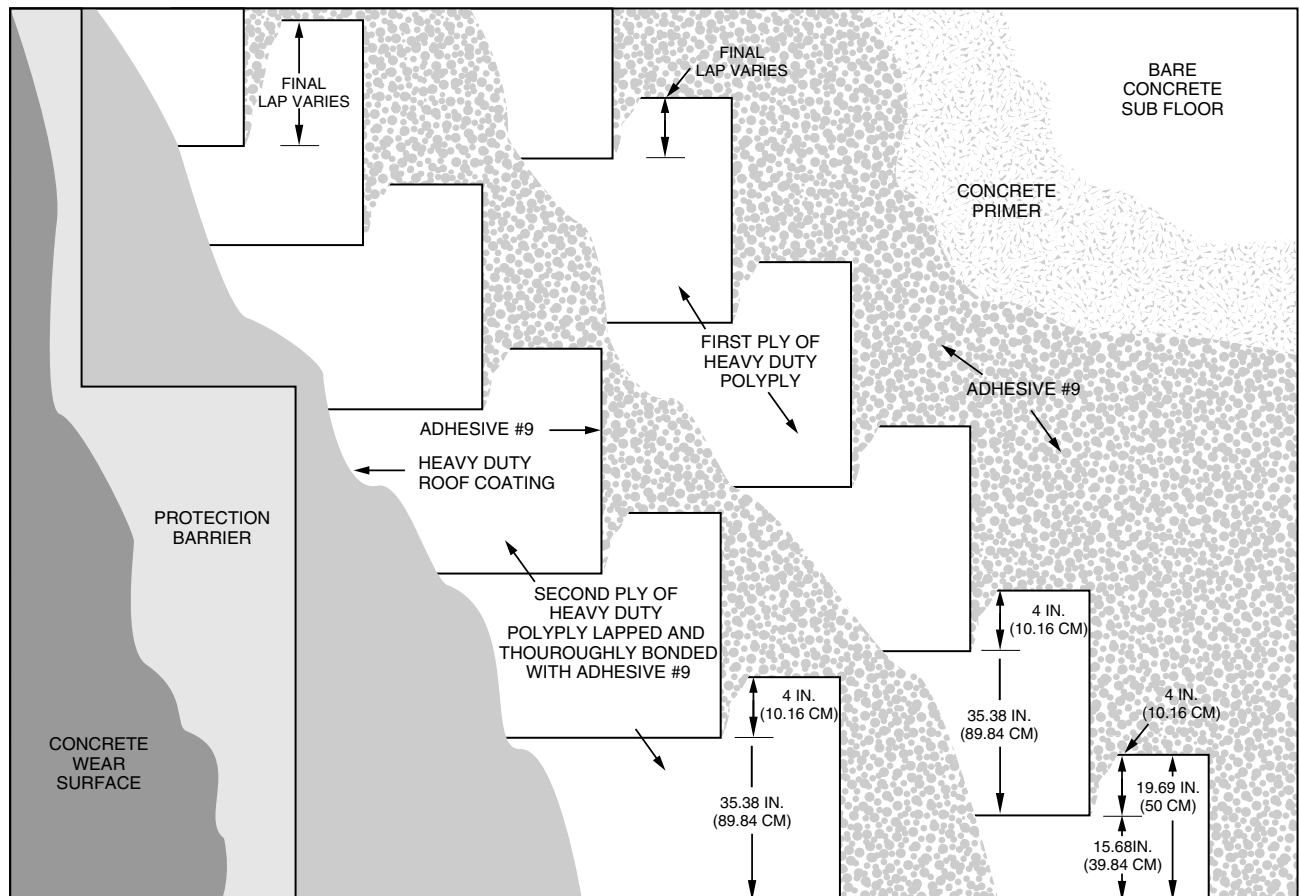 FINAL
LAP VARIES
FINAL
LAP VARIES
BARE
CONCRETE
SUB FLOOR
CONCRETE
PRIMER
FIRST PLY OF
HEAVY DUTY
POLYPLY
ADHESIVE #9
ADHESIVE #9
HEAVY DUTY
ROOF COATING
PROTECTION
BARRIER
SECOND PLY OF
HEAVY DUTY
POLYPLY LAPPED AND
THOUROUGHLY BONDED
WITH ADHESIVE #9
4 IN.
(10.16 CM)
35.38 IN.
(89.84 CM)
4 IN.
(10.16 CM)
35.38 IN.
(89.84 CM)
4 IN.
(10.16 CM)
19.69 IN.
(50 CM)
15.68IN.
(39.84 CM)
CONCRETE
WEAR
SURFACE